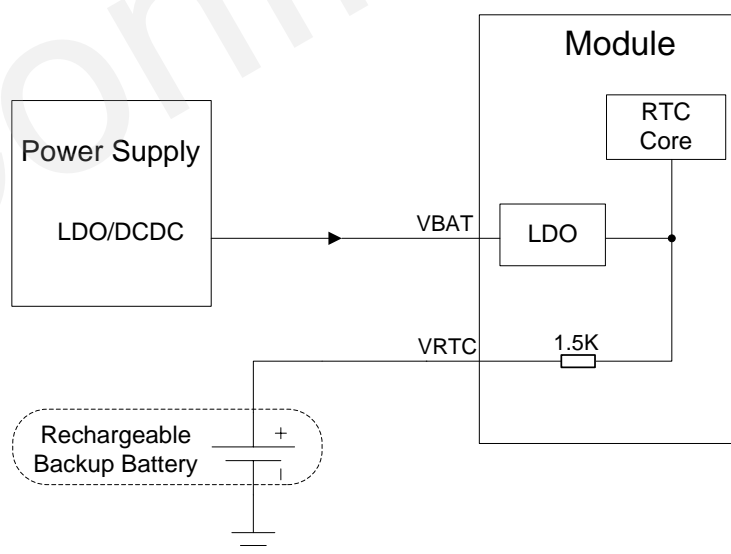 Module
RTC
Core
Power Supply
LDO/DCDC
VBAT
LDO
VRTC
1.5K
Rechargeable
Backup Battery
+